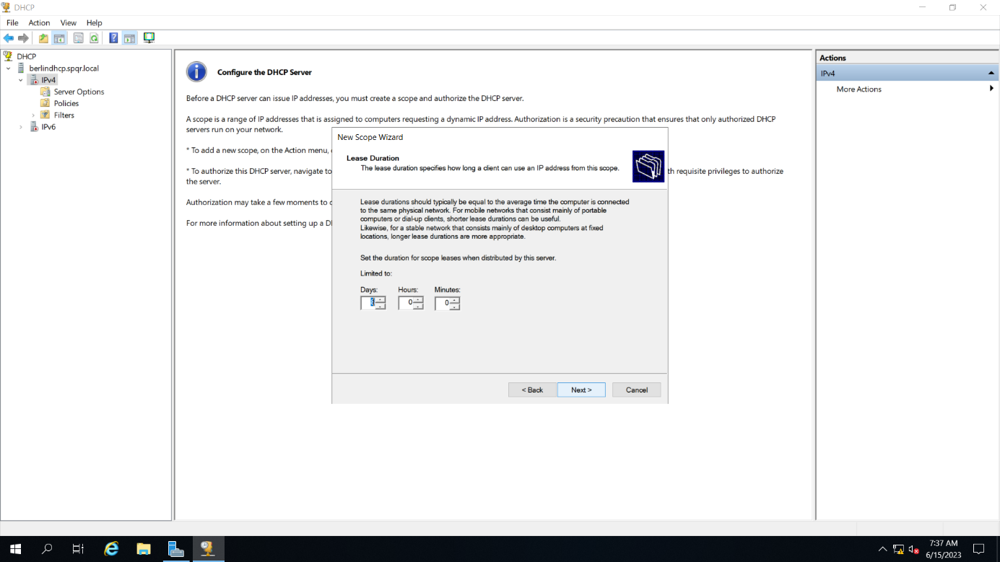 DHCP
File Action View Help
DHCP
berlindhcp.spqr.local
IPv4
Server Options
Policies
Filters
IPv6
Configure the DHCP Server
Before a DHCP server can issue IP addresses, you must create a scope and authorize the DHCP server.
A scope is a range of IP addresses that is assigned to computers requesting a dynamic IP address. Authorization is a security precaution that ensures that only authorized DHCP
servers run on your network.
* To add a new scope, on the Action menu,
* To authorize this DHCP server, navigate to
th requisite privileges to authorize
the server.
Authorization may take a few moments to
For more information about setting up a
New Scope Wizard
Lease Duration
The lease duration specifies how long a client can use an IP address from this scope.
Lease durations should typically be equal to the average time the computer is connected
to the same physical network. For mobile networks that consist mainly of portable
computers or dial-up clients, shorter lease durations can be useful.
Likewise, for a stable network that consists mainly of desktop computers at fixed
locations, longer lease durations are more appropriate.
Set the duration for scope leases when distributed by this server.
Limited to:
Days: Hours: Minutes:
0 0
< Back Next > Cancel
Actions
IPv4
More Actions
7:37 AM
6/15/2023